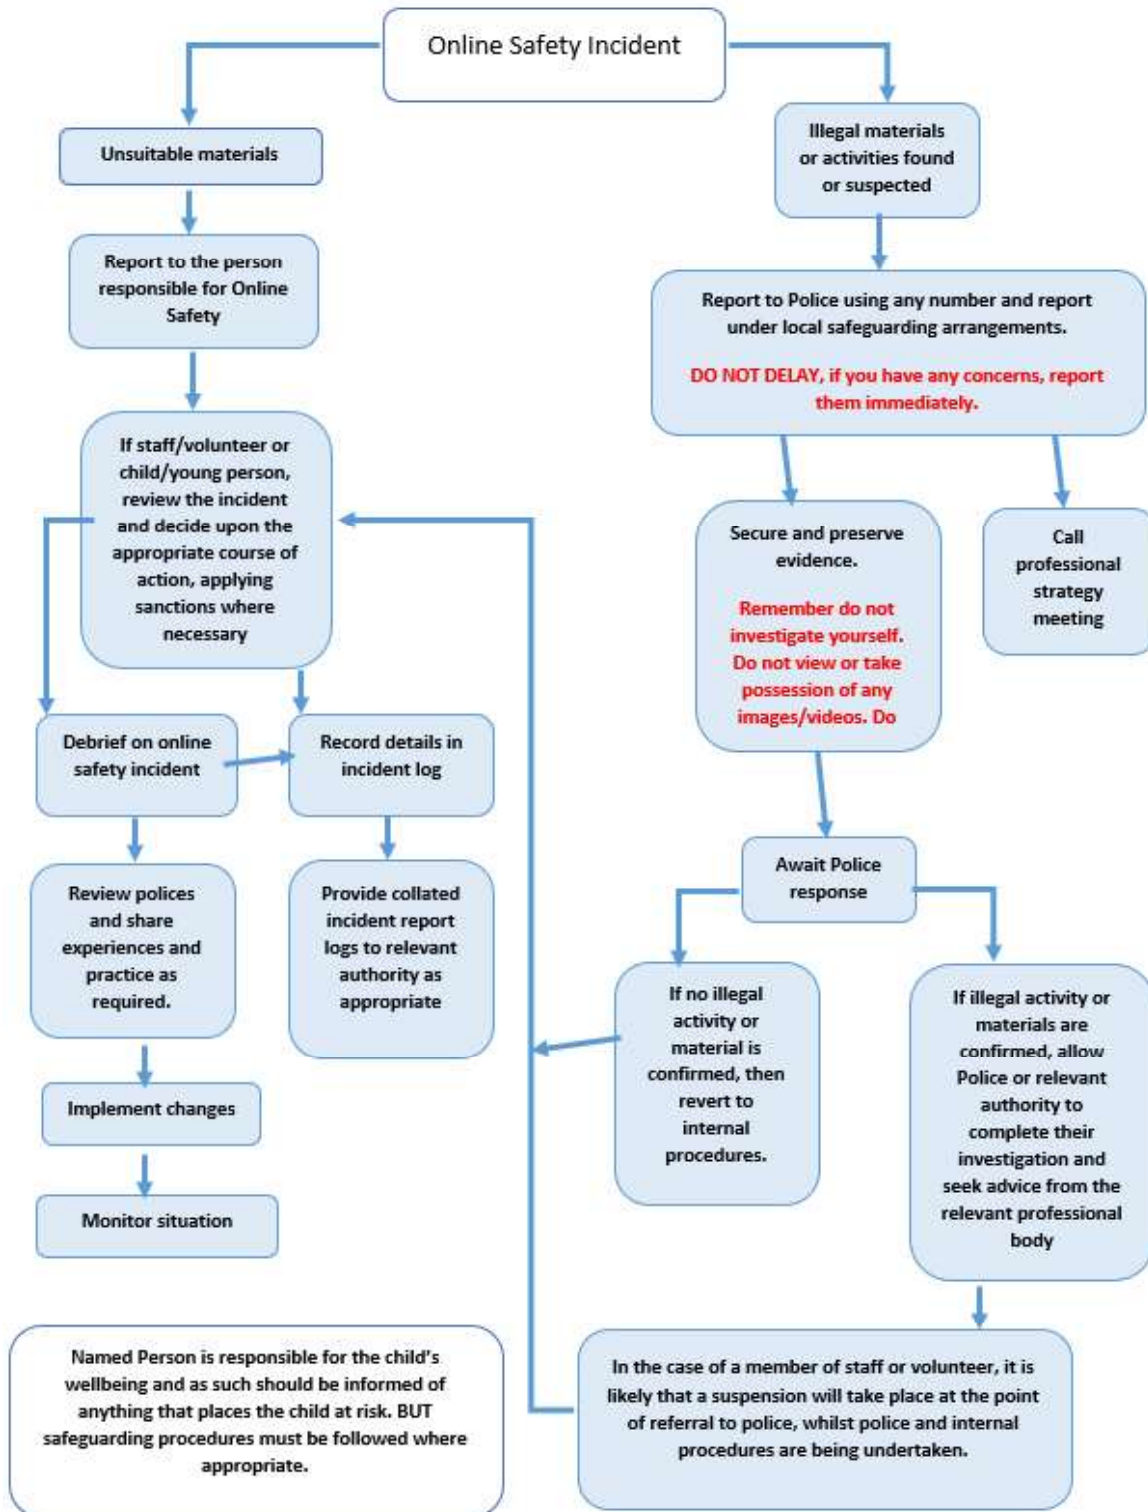 Online Safety Incident
Unsuitable materials
Report to the person
responsible for Online
Safety
If staff/volunteer or
child/young person,
review the incident
and decide upon the
appropriate course of
action, applying
sanctions where
necessary
Debrief on online
safety incident
Record details in
incident log
Review polices
and share
experiences and
practice as
required.
Provide collated
incident report
logs to relevant
authority as
appropriate
Implement changes
Monitor situation
Named Person is responsible for the child's
wellbeing and as such should be informed of
anything that places the child at risk. BUT
safeguarding procedures must be followed where
appropriate.
Illegal materials
or activities found
or suspected
Report to Police using any number and report
under local safeguarding arrangements.
DO NOT DELAY, if you have any concerns, report
them immediately.
Secure and preserve
evidence.
Remember do not
investigate yourself.
Do not view or take
possession of any
images/videos. Do
Call
professional
strategy
meeting
Await Police
response
If no illegal
activity or
material is
confirmed, then
revert to
internal
procedures.
If illegal activity or
materials are
confirmed, allow
Police or relevant
authority to
complete their
investigation and
seek advice from the
relevant professional
body
In the case of a member of staff or volunteer, it is
likely that a suspension will take place at the point
of referral to police, whilst police and internal
procedures are being undertaken.